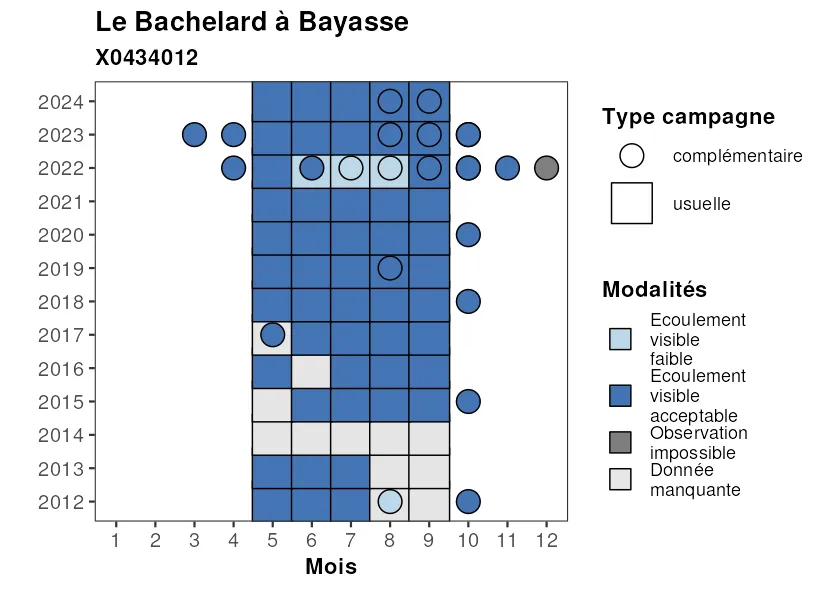 Le Bachelard à Bayasse
X0434012
2024
2023
2022
2021
2020
2019
2018
2017
2016
2015
2014
2013
2012
1 2 3 4 5 6 7 8 9 10 11 12
Mois
Type campagne
complémentaire
usuelle
Modalités
Ecoulement
visible
faible
Ecoulement
visible
acceptable
Observation
impossible
Donnée
manquante